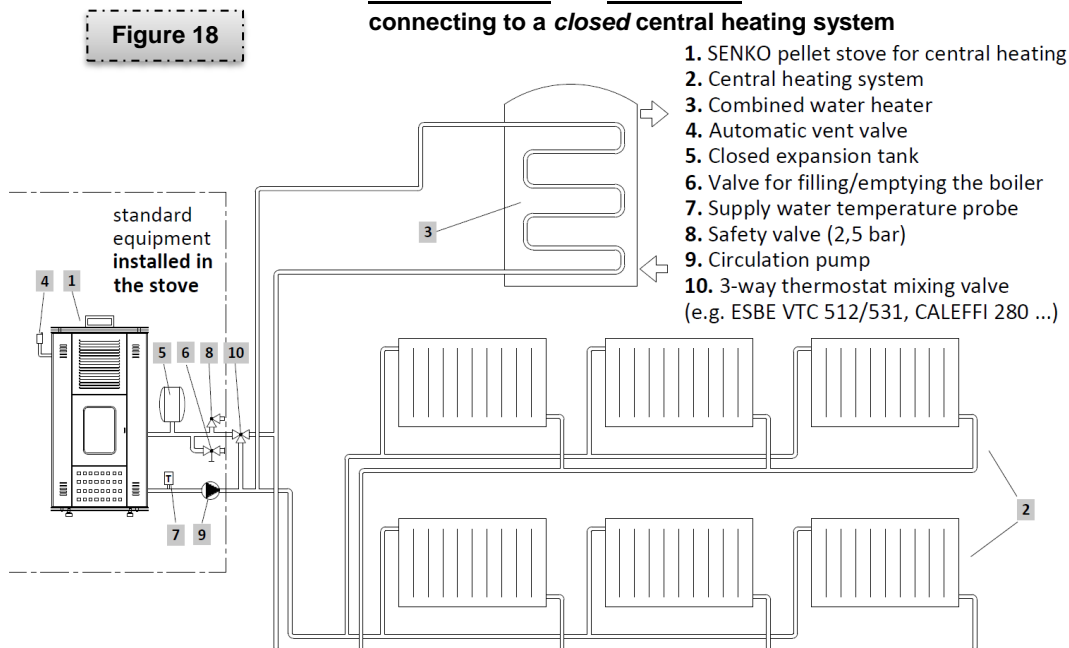 Figure 18
connecting to a closed central heating system
1. SENKO pellet stove for central heating
2. Central heating system
3. Combined water heater
4. Automatic vent valve
5. Closed expansion tank
6. Valve for filling/emptying the boiler
7. Supply water temperature probe
8. Safety valve (2,5 bar)
9. Circulation pump
10. 3-way thermostat mixing valve
(e.g. ESBE VTC 512/531, CALEFFI 280 ...)
standard
equipment
installed in
the stove
3
4 1
5 6 8 10
T
7 9
2